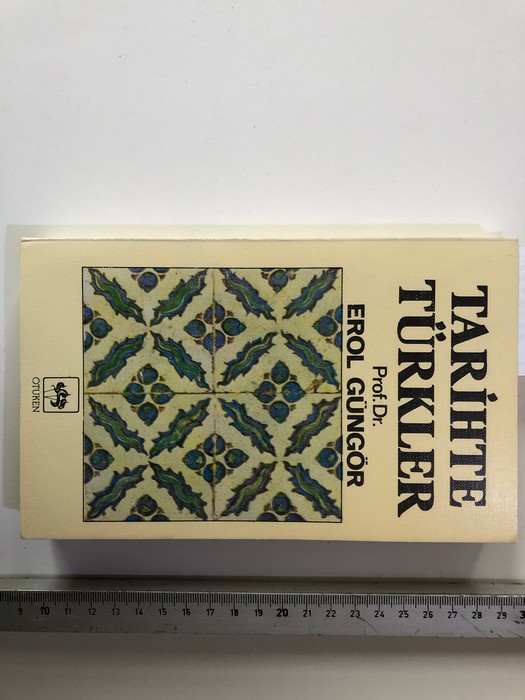 TARİHTE
TÜRKLER
Prof.Dr.
EROL GÜNGÖR
ÖTÜKEN
9 10 11 12 13 14 15 16 17 18 19 20 21 22 23 24 25 26 27 28 29